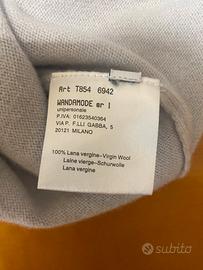 Art T854 6942
WANDAMODE sr l
unipersonale
P.IVA: 01623540364
VIA P. F.LLI GABBA, 5
20121 MILANO
100% Lana vergine-Virgin Wool
Laine vierge-Schurwolle
Lana vergine
subito